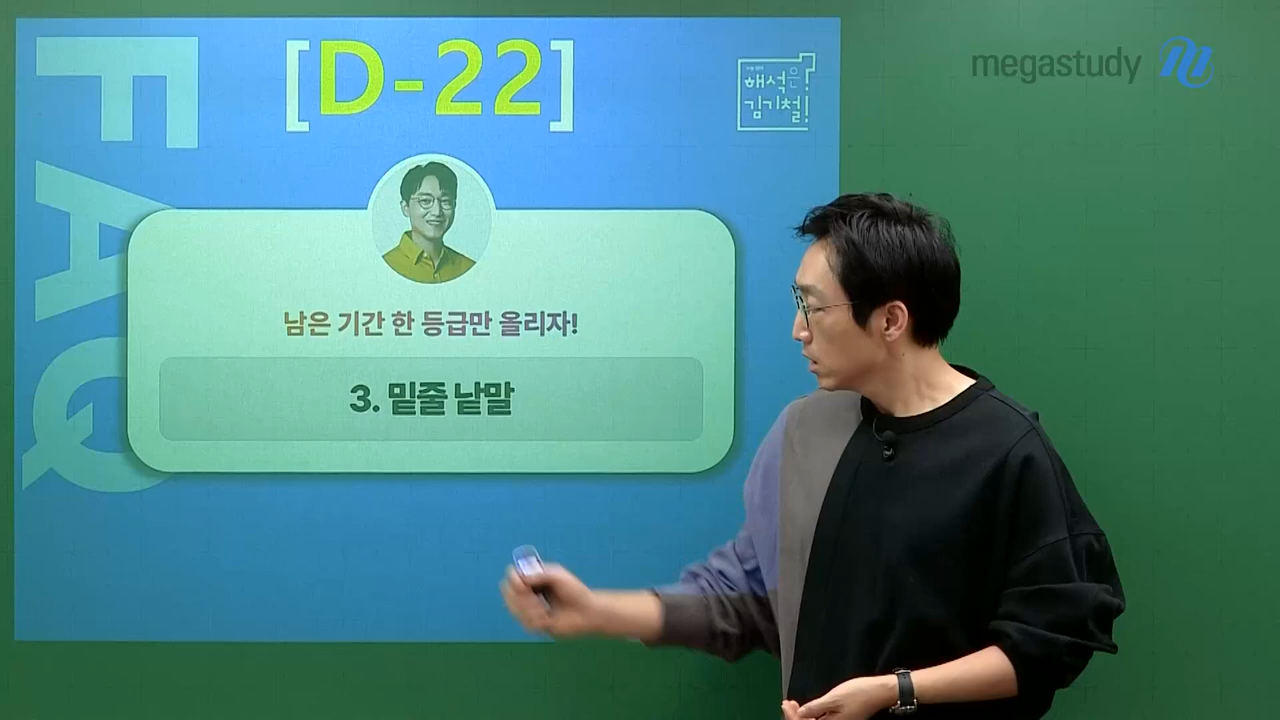 FAQ
[D-22]
해석은?
김기철!
megastudy
남은 기간 한 등급만 올리자!
3. 밑줄 낱말